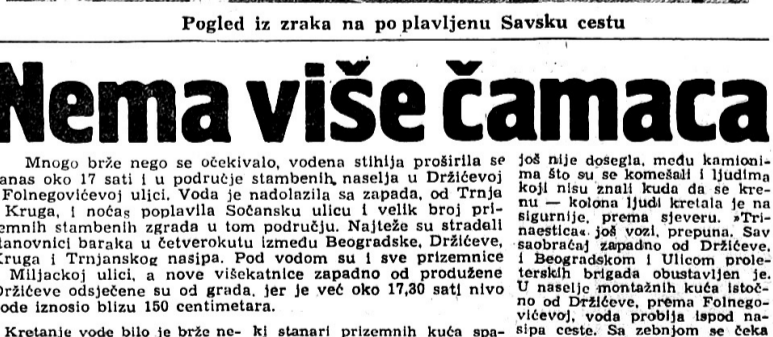 Pogled iz zraka na poplavljenu Savsku cestu
Nema više čamaca
Mnogo brže nego se očekivalo, vodena stihija proširila se
anas oko 17 sati i u područje stambenih naselja u Držićevoj
Folnegovićevoj ulici. Voda je nadolazila sa zapada, od Trnja
Kruga, i noćas poplavila Sočansku ulicu i velik broj pri-
emnih stambenih zgrada u tom području. Najteže su stradali
tanovnici baraka u četverokutu između Beogradske, Držićeve,
Kruga i Trnjanskog nasipa. Pod vodom su i sve prizemnice
Miljackoj ulici, a nove višekatnice zapadno od produžene
Držićeve odsječene su od grada, jer je već oko 17,30 sati nivo
ode iznosio blizu 150 centimetara.
Kretanje vode bilo je brže ne-
ki stanari prizemnih kuća spa-
još nije dosegla, među kamioni-
ma što su se komešali i ljudima
koji nisu znali kuda da se kre-
nu — kolona ljudi kretala je na
sigurnije, prema sjeveru. »Tri-
naestica« još vozi, prepuna. Sav
saobraćaj zapadno od Držićeve,
i Beogradskom i Ulicom prole-
terskih brigada obustavljen je.
U naselje montažnih kuća istoč-
no od Držićeve, prema Folnego-
vićevoj, voda probija ispod na-
sipa ceste. Sa zebnjom se čeka